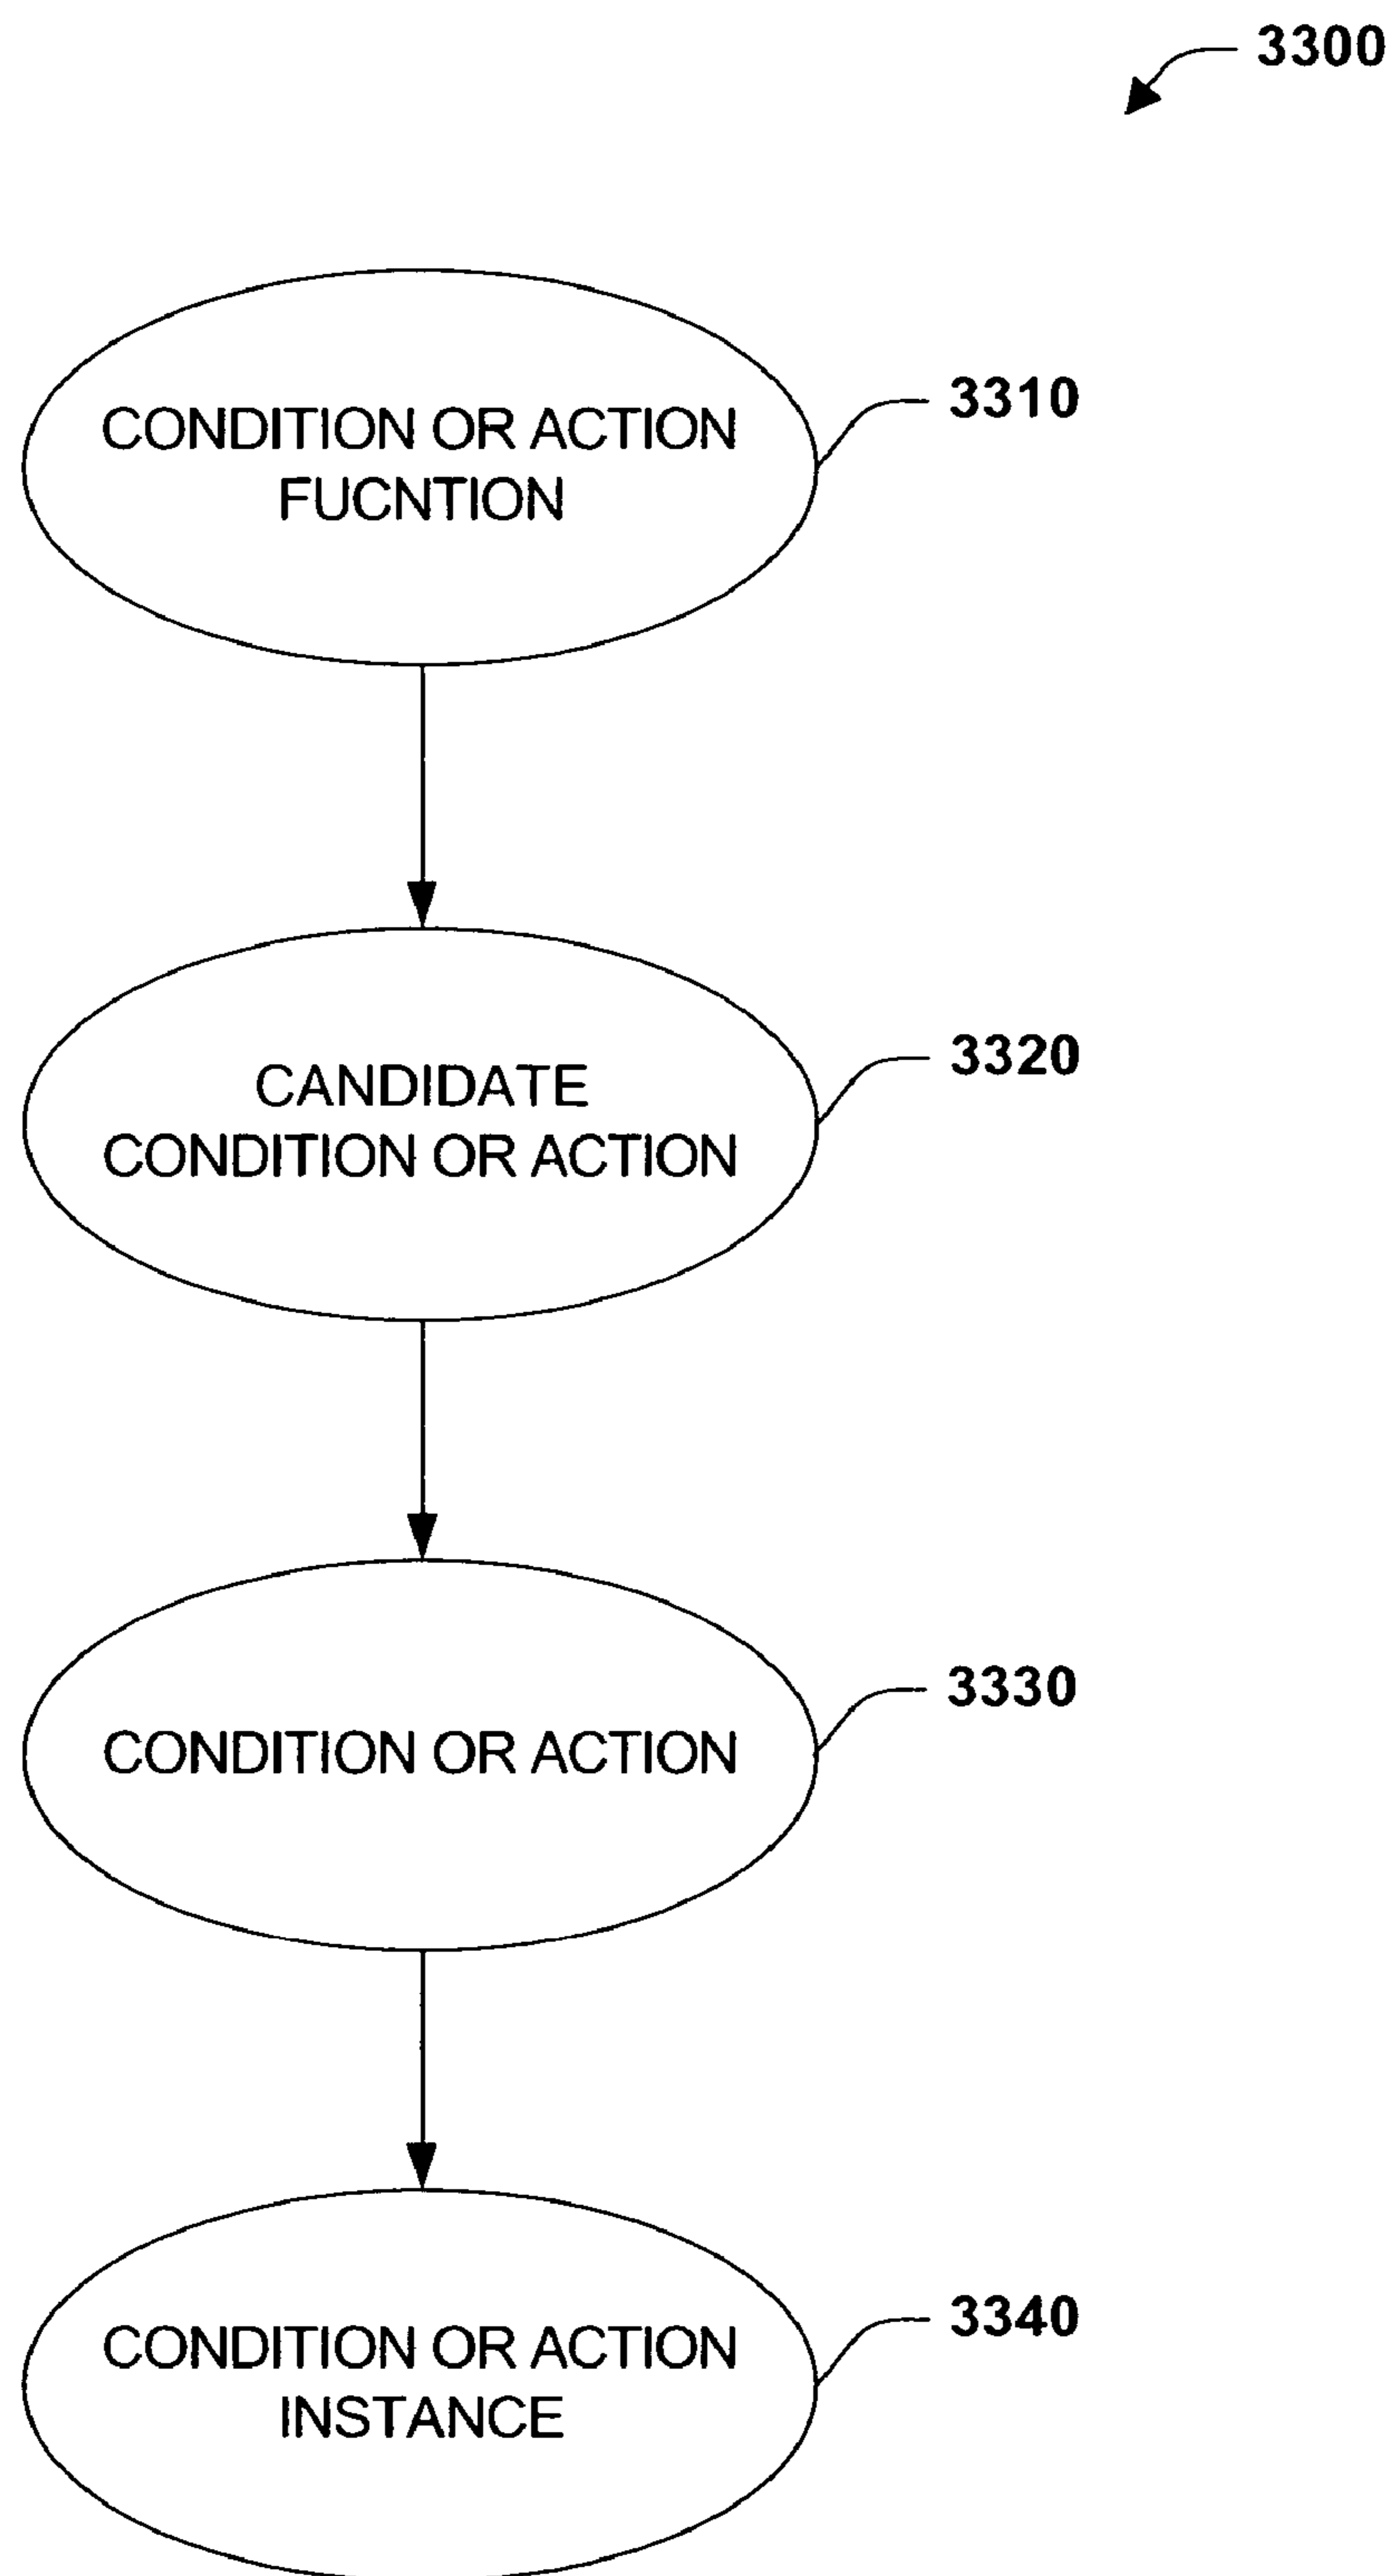 3300
CONDITION OR ACTION
FUCNTION
3310
CANDIDATE
CONDITION OR ACTION
3320
CONDITION OR ACTION
3330
CONDITION OR ACTION
INSTANCE
3340